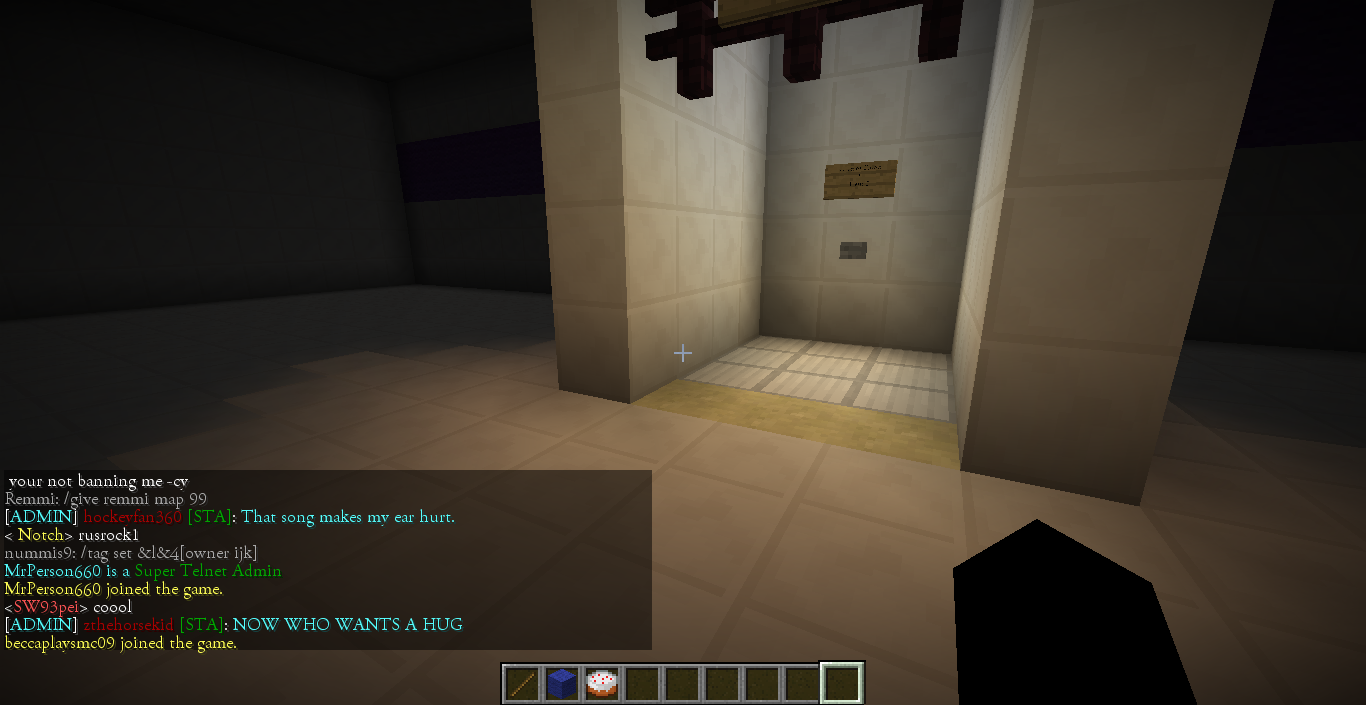 your not banning me -cy
Remmi: /give remmi map 99
[ADMIN] hockeyfan360 [STA]: That song makes my ear hurt.
< Notch> rusrock1
nummis9: /tag set &l&4[owner ijk]
MrPerson660 is a Super Telnet Admin
MrPerson660 joined the game.
<SW93pei> coool
[ADMIN] zthehorsekid [STA]: NOW WHO WANTS A HUG
beccaplaysmc09 joined the game.